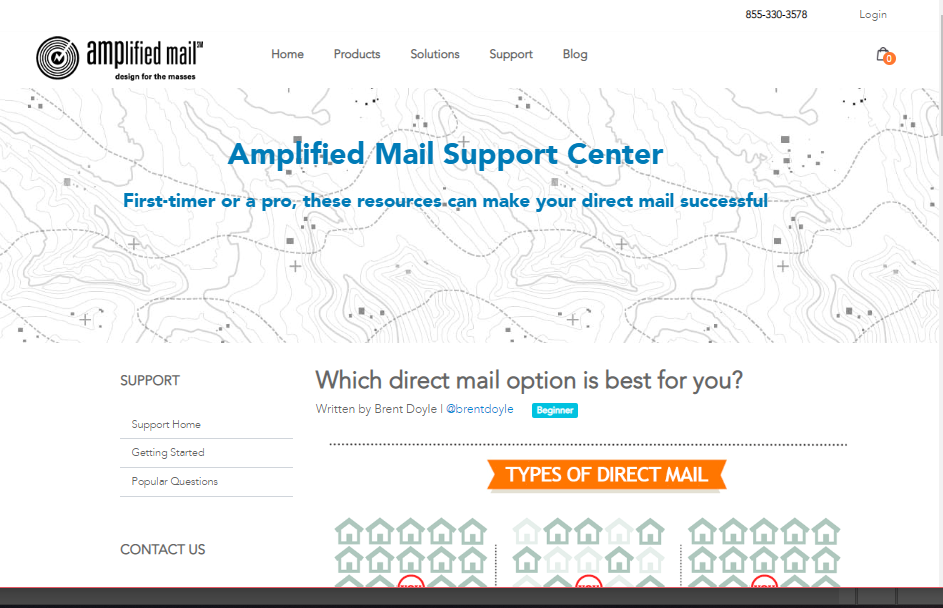 855-330-3578
Login
amplified mail SM
design for the masses
Home
Products
Solutions
Support
Blog
0
Amplified Mail Support Center
First-timer or a pro, these resources can make your direct mail successful
SUPPORT
Support Home
Getting Started
Popular Questions
CONTACT US
Which direct mail option is best for you?
Written by Brent Doyle | @brentdoyle
Beginner
TYPES OF DIRECT MAIL